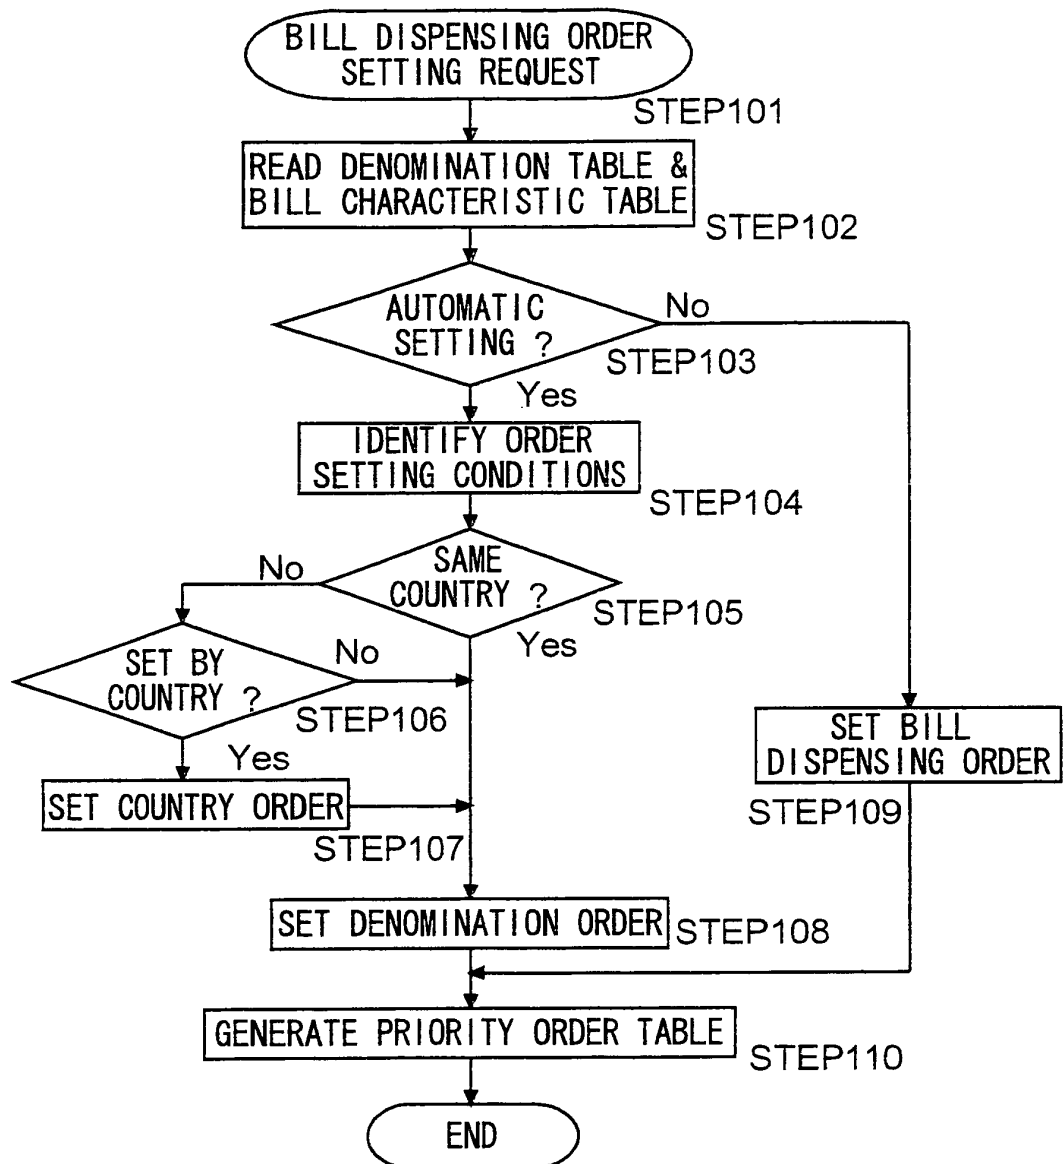 BILL DISPENSING ORDER
SETTING REQUEST
STEP101
READ DENOMINATION TABLE &
BILL CHARACTERISTIC TABLE
STEP102
AUTOMATIC
SETTING ?
No
STEP103
Yes
IDENTIFY ORDER
SETTING CONDITIONS
STEP104
SAME
COUNTRY ?
No
STEP105
Yes
SET BY
COUNTRY ?
No
STEP106
Yes
SET COUNTRY ORDER
STEP107
SET BILL
DISPENSING ORDER
STEP109
SET DENOMINATION ORDER
STEP108
GENERATE PRIORITY ORDER TABLE
STEP110
END